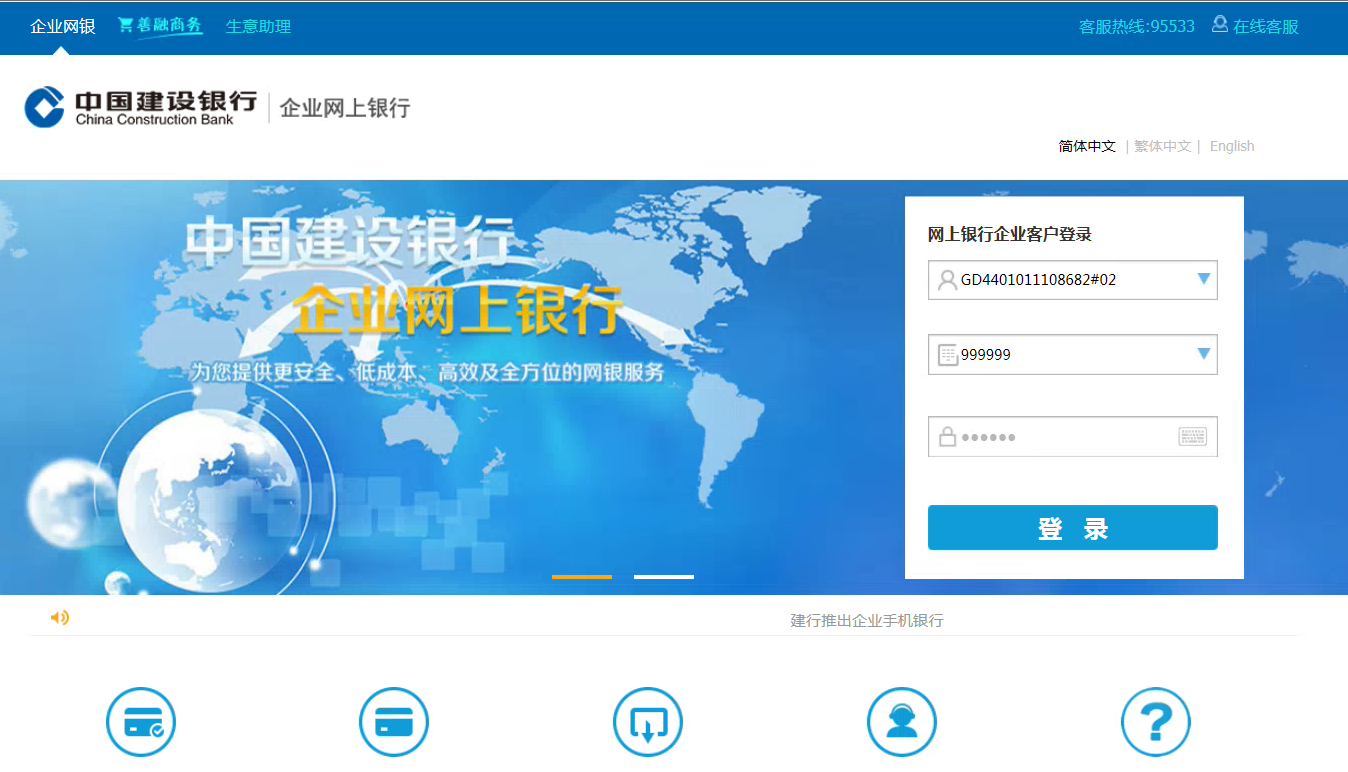 企业网银 善融商务 生意助理 客服热线:95533 在线客服
中国建设银行 企业网上银行
China Construction Bank
简体中文 | 繁体中文 | English
中国建设银行
企业网上银行
为您提供更安全、低成本、高效及全方位的网银服务
网上银行企业客户登录
GD4401011108682#02
999999
••••••
登 录
建行推出企业手机银行